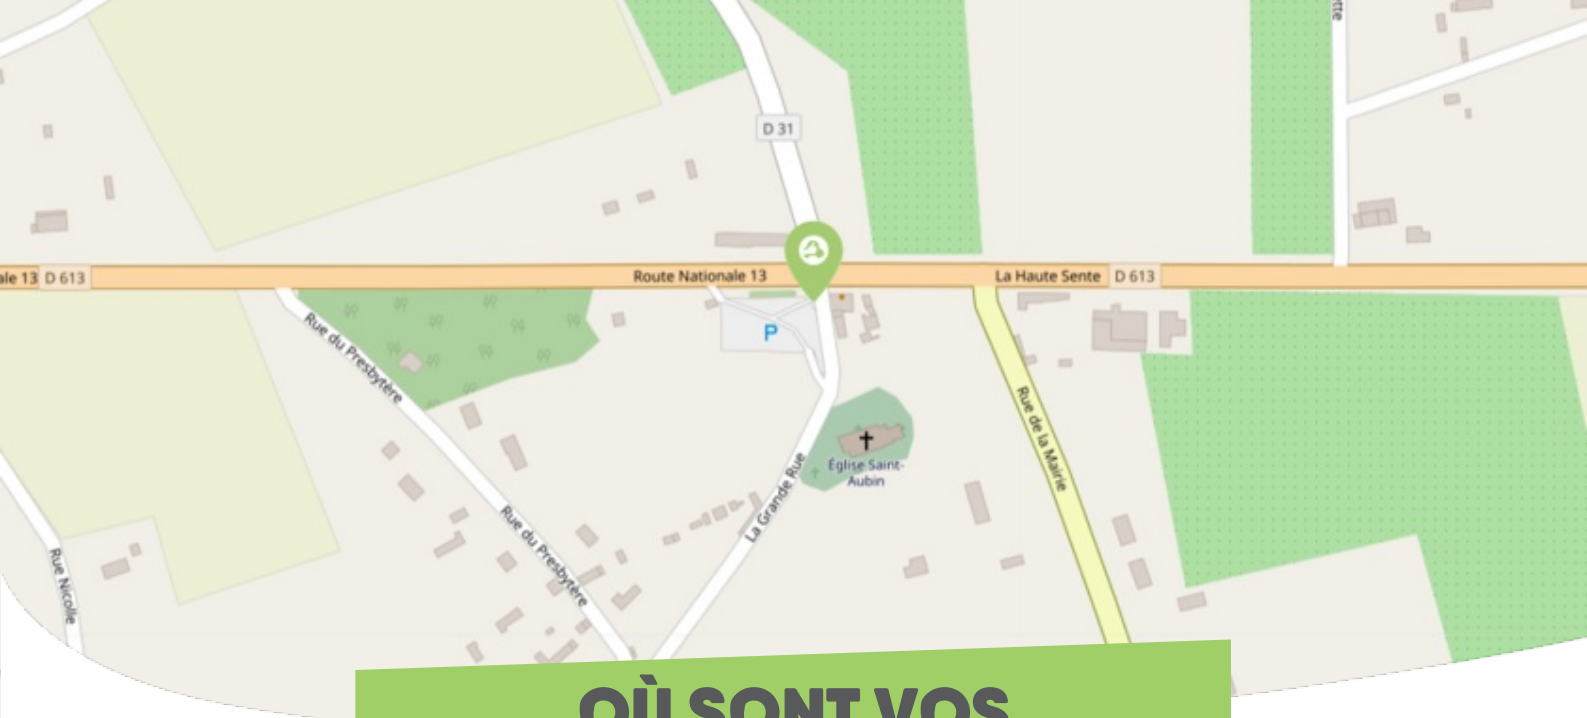 tte
D 31
ale 13 D 613
Route Nationale 13
La Haute Sente D 613
P
Rue du Presbytère
Rue de la Mairie
Église Saint-
Aubin
La Grande Rue
Rue du Presbytère
Rue Nicolle
OÙ SONT VOS